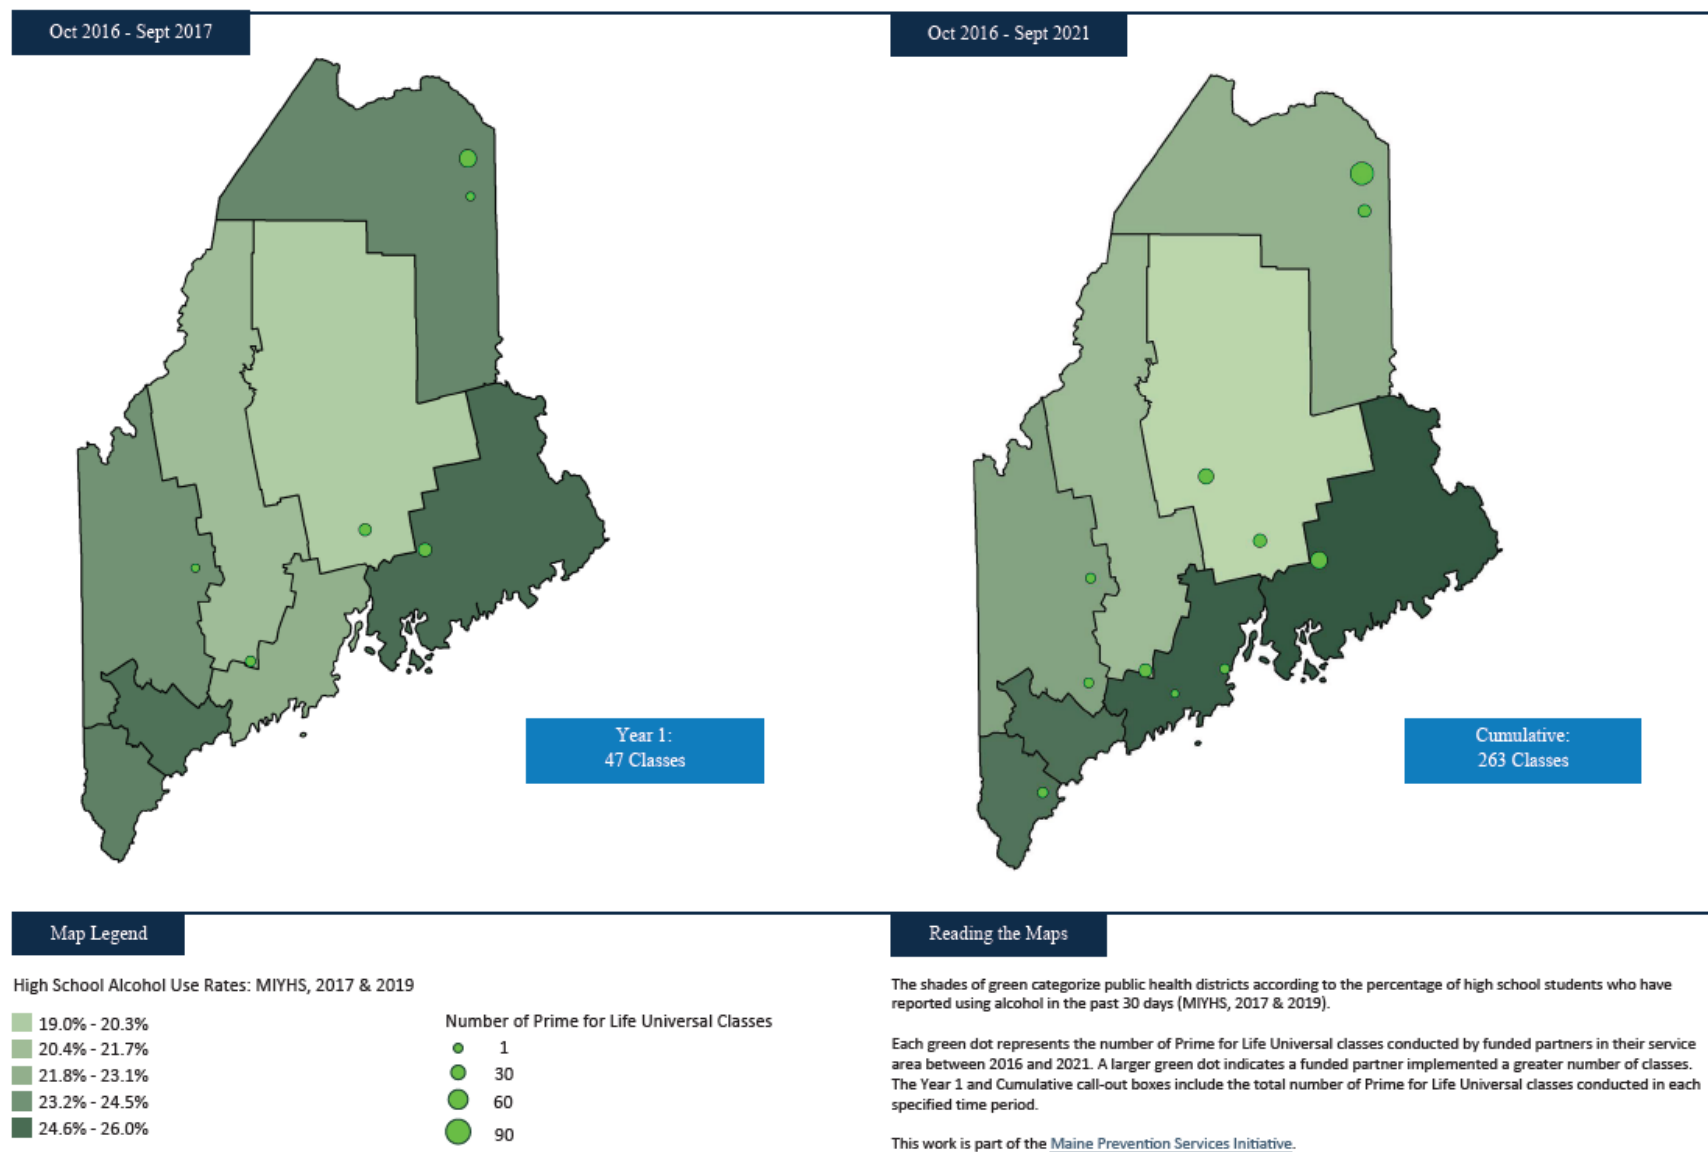 Oct 2016 - Sept 2017
Oct 2016 - Sept 2021
Year 1:
47 Classes
Cumulative:
263 Classes
Map Legend
High School Alcohol Use Rates: MIYHS, 2017 & 2019
19.0% - 20.3%
20.4% - 21.7%
21.8% - 23.1%
23.2% - 24.5%
24.6% - 26.0%
Number of Prime for Life Universal Classes
1
30
60
90
Reading the Maps
The shades of green categorize public health districts according to the percentage of high school students who have
reported using alcohol in the past 30 days (MIYHS, 2017 & 2019).
Each green dot represents the number of Prime for Life Universal classes conducted by funded partners in their service
area between 2016 and 2021. A larger green dot indicates a funded partner implemented a greater number of classes.
The Year 1 and Cumulative call-out boxes include the total number of Prime for Life Universal classes conducted in each
specified time period.
This work is part of the Maine Prevention Services Initiative.